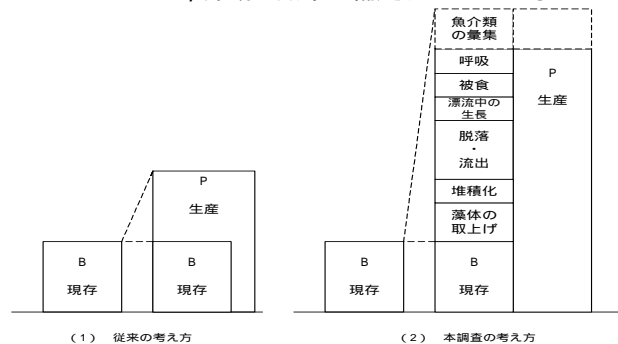 P
生産
B
現存
B
現存
(1) 従来の考え方
魚介類
の彙集
呼吸
被食
漂流中の
生長
脱落
・
流出
堆積化
藻体の
取上げ
B
現存
B
現存
P
生産
(2) 本調査の考え方